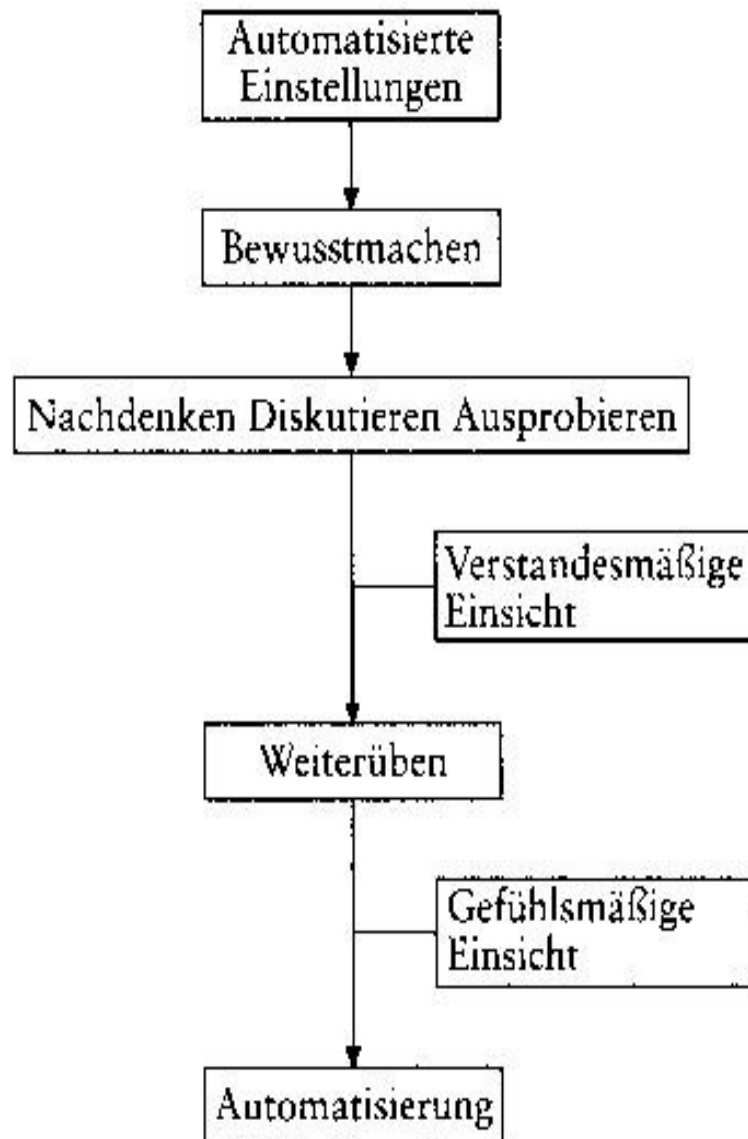 Automatisierte
Einstellungen
Bewusstmachen
Nachdenken Diskutieren Ausprobieren
Verstandesmäßige
Einsicht
Weiterüben
Gefühlsmäßige
Einsicht
Automatisierung